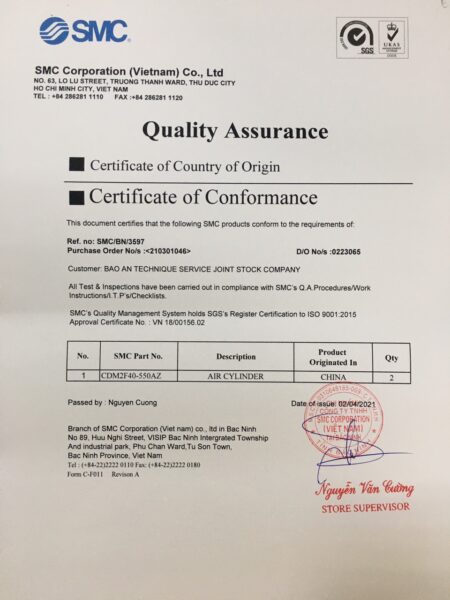 SMC
SGS
UKAS
MANAGEMENT
SYSTEMS
SMC Corporation (Vietnam) Co., Ltd
NO. 63, LO LU STREET, TRUONG THANH WARD, THU DUC CITY
HO CHI MINH CITY, VIET NAM
TEL : +84 286281 1110 FAX :+84 286281 1120
Quality Assurance
Certificate of Country of Origin
Certificate of Conformance
This document certifies that the following SMC products conform to the requirements of:
Ref. no: SMC/BN/3597
Purchase Order No/s :<210301046> D/O No/s :0223065
Customer: BAO AN TECHNIQUE SERVICE JOINT STOCK COMPANY
All Test & Inspections have been carried out in compliance with SMC's Q.A.Procedures/Work
Instructions/I.T.P's/Checklists.
SMC's Quality Management System holds SGS's Register Certification to ISO 9001:2015
Approval Certificate No. : VN 18/00156.02
No. SMC Part No. Description Product Originated In Qty
1 CDM2F40-550AZ AIR CYLINDER CHINA 2
Passed by : Nguyen Cuong Date of issue: 02/04/2021
CÔNG TY TNHH
SMC CORPORATION
(VIỆT NAM)
TẠI BẮC NINH
Branch of SMC Corporation (Viet nam) co., ltd in Bac Ninh
No 89, Huu Nghi Street, VISIP Bac Ninh Intergrated Township
And industrial park, Phu Chan Ward,Tu Son Town,
Bac Ninh Province, Viet Nam
Tel : (+84-22)2222 0110 Fax: (+84-22)2222 0180
Form C-F011 Revison A
Nguyễn Văn Cường
STORE SUPERVISOR